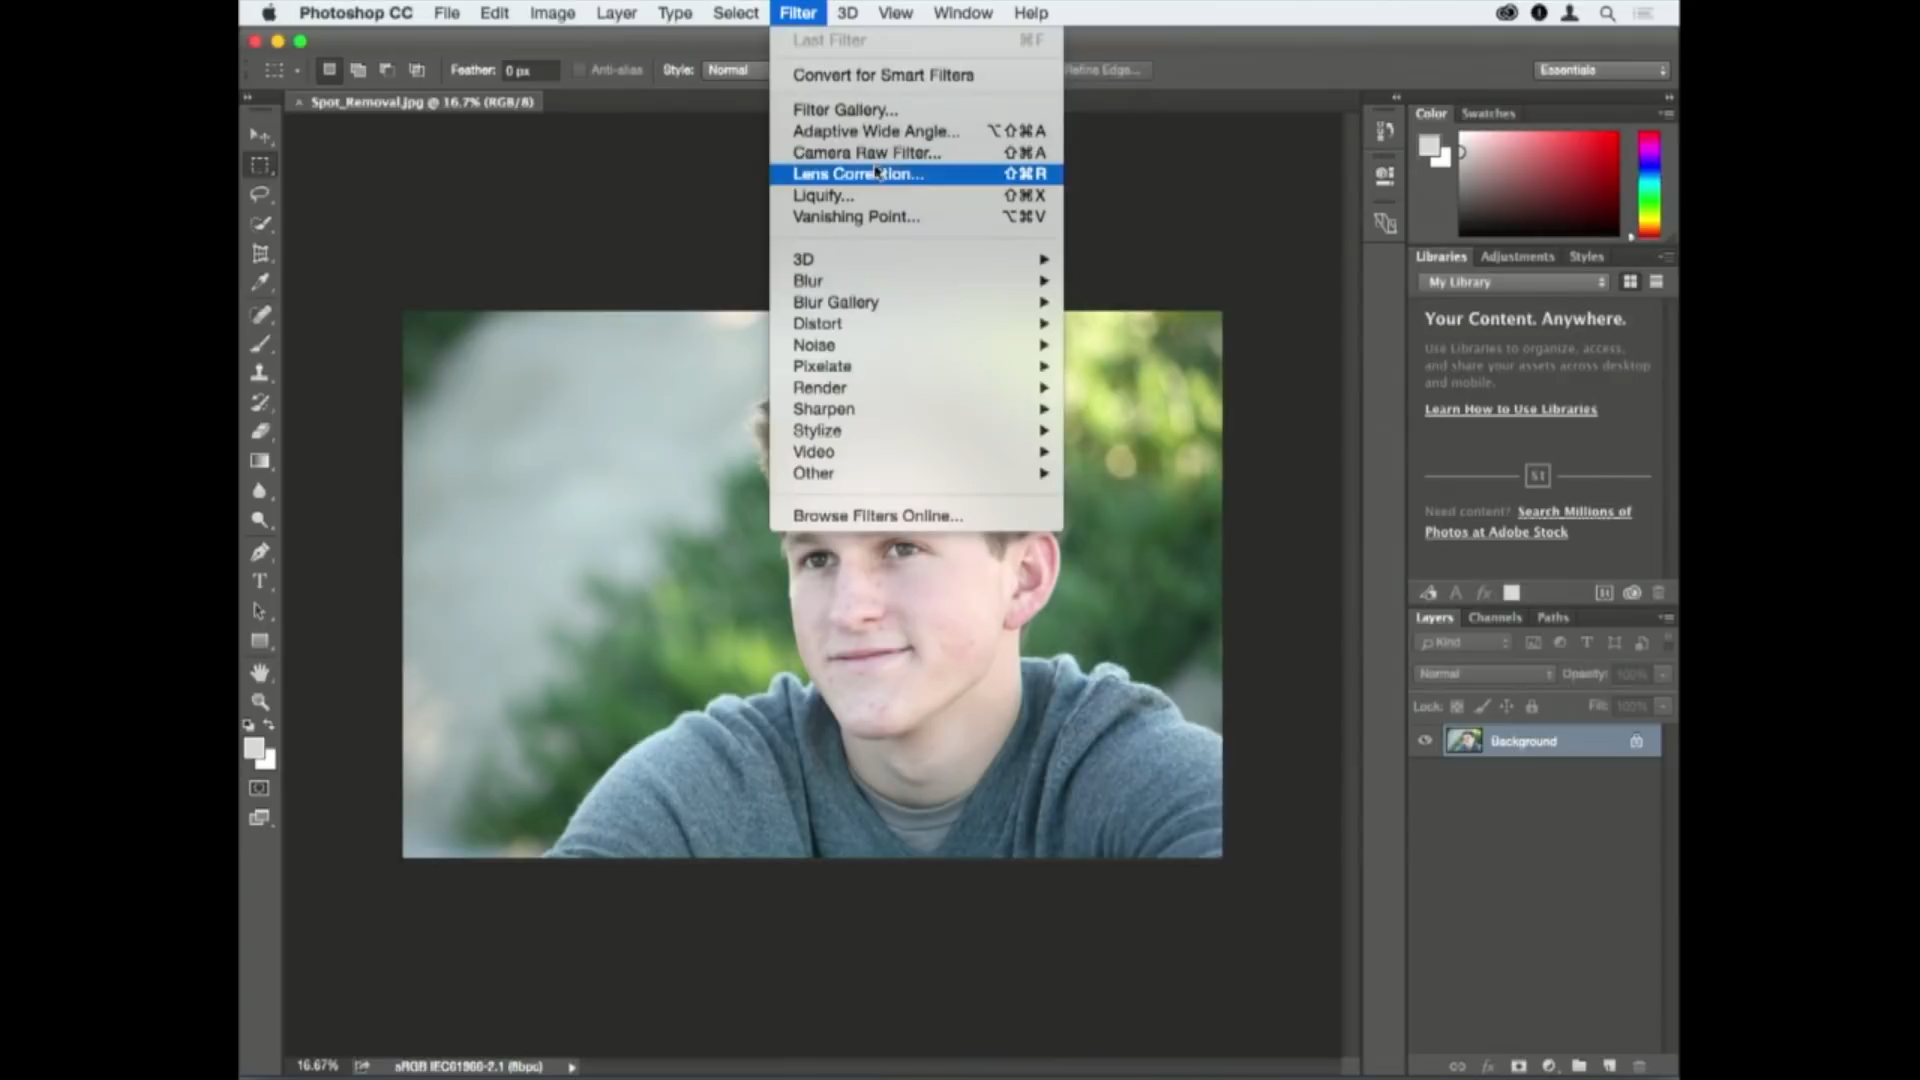 Photoshop CC File Edit Image Layer Type Select Filter 3D View Window Help
Last Filter ⌘F
Feather: 0 px Anti-alias Style: Normal Refine Edge... Essentials
Convert for Smart Filters
Spot_Removal.jpg @ 16.7% (RGB/8)
Filter Gallery...
Adaptive Wide Angle... ⌥⇧⌘A
Camera Raw Filter... ⇧⌘A
Lens Correction... ⇧⌘R
Liquify... ⇧⌘X
Vanishing Point... ⌥⌘V
3D
Blur
Blur Gallery
Distort
Noise
Pixelate
Render
Sharpen
Stylize
Video
Other
Browse Filters Online...
Color Swatches
Libraries Adjustments Styles
My Library
Your Content. Anywhere.
Use Libraries to organize, access,
and share your assets across desktop
and mobile.
Learn How to Use Libraries
St
Need content? Search Millions of
Photos at Adobe Stock
Layers Channels Paths
Kind
Normal Opacity: 100%
Lock: Fill: 100%
Background
16.67% sRGB IEC61966-2.1 (8bpc)